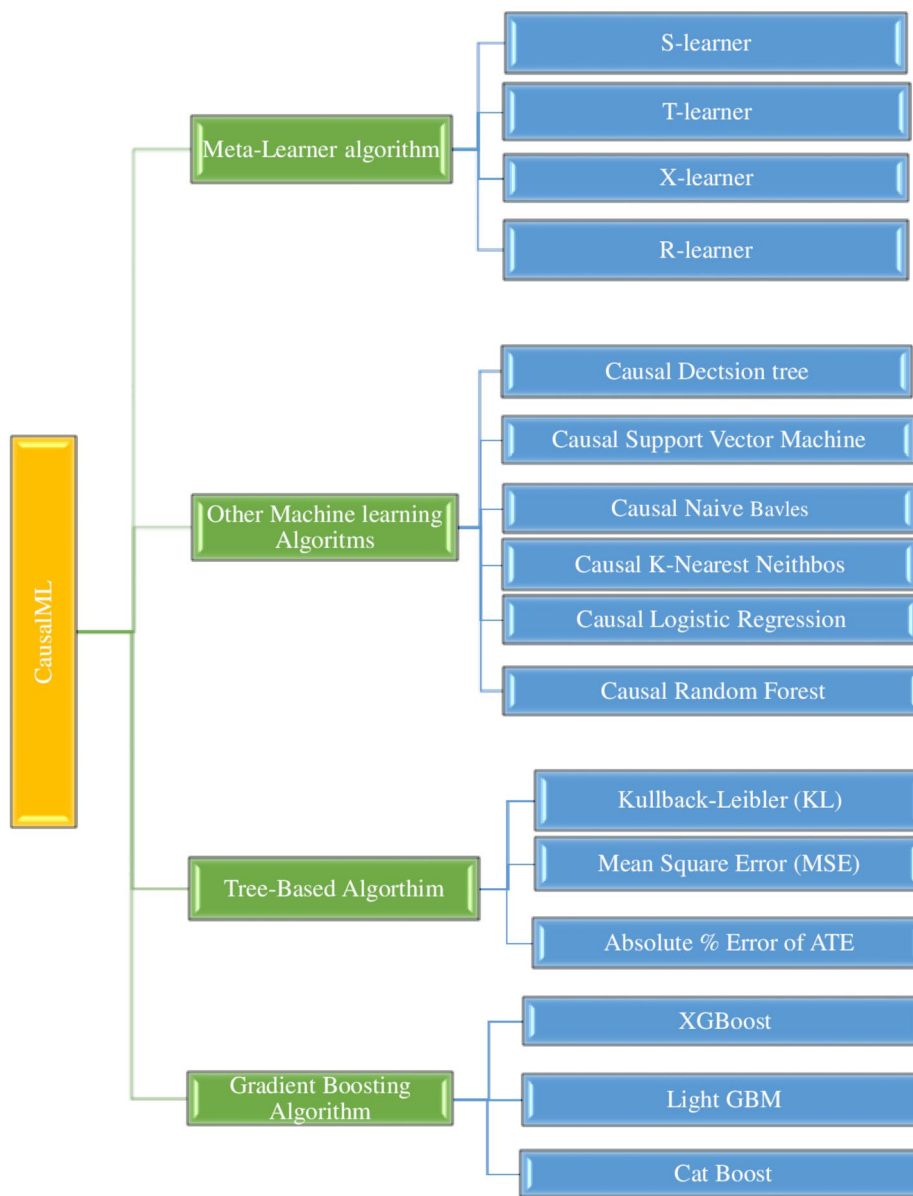 CausalML
Meta-Learner algorithm
S-learner
T-learner
X-learner
R-learner
Other Machine learning
Algoritms
Causal Dectsion tree
Causal Support Vector Machine
Causal Naive Bavles
Causal K-Nearest Neithbos
Causal Logistic Regression
Causal Random Forest
Tree-Based Algorthim
Kullback-Leibler (KL)
Mean Square Error (MSE)
Absolute % Error of ATE
Gradient Boosting
Algorithm
XGBoost
Light GBM
Cat Boost